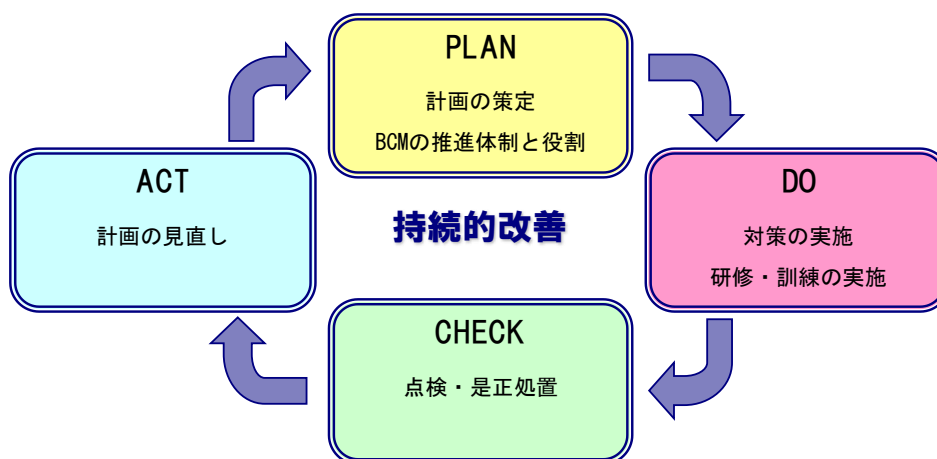 PLAN
計画の策定
BCMの推進体制と役割
ACT
計画の見直し
持続的改善
DO
対策の実施
研修・訓練の実施
CHECK
点検・是正処置